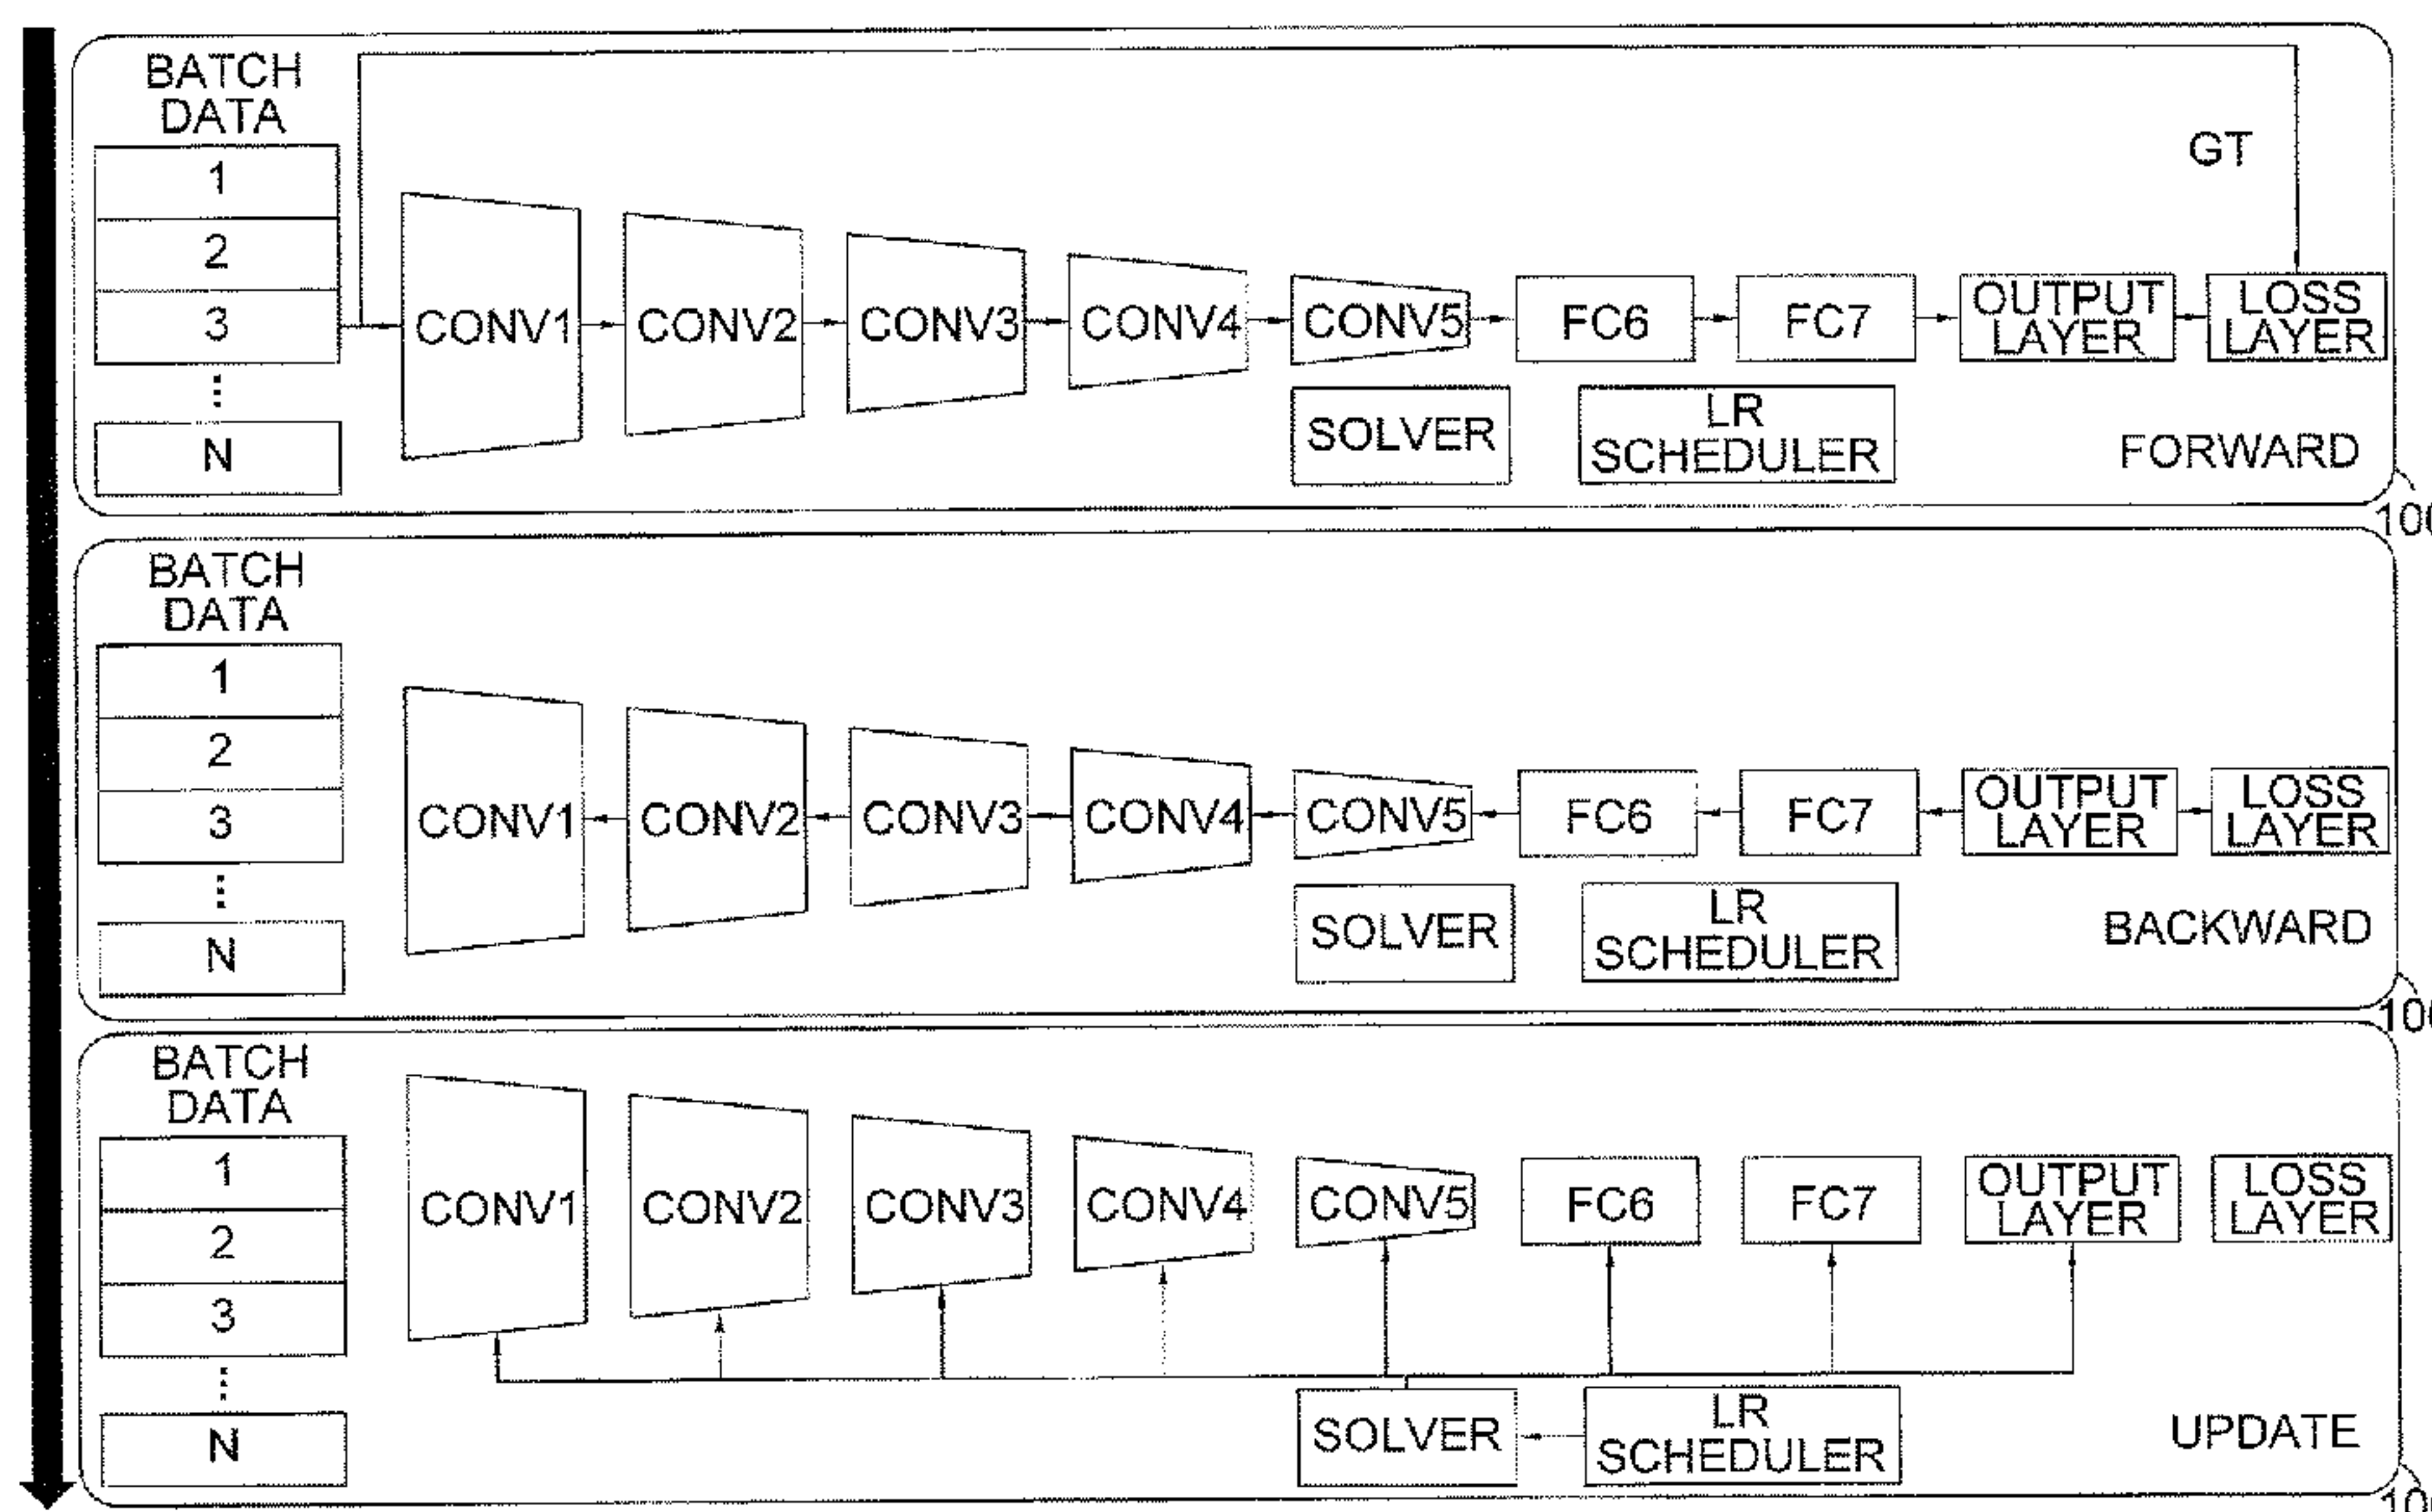 BATCH
DATA
1
2
3
...
N
CONV1
CONV2
CONV3
CONV4
CONV5
FC6
FC7
OUTPUT
LAYER
LOSS
LAYER
GT
SOLVER
LR
SCHEDULER
FORWARD
BATCH
DATA
1
2
3
...
N
CONV1
CONV2
CONV3
CONV4
CONV5
FC6
FC7
OUTPUT
LAYER
LOSS
LAYER
SOLVER
LR
SCHEDULER
BACKWARD
BATCH
DATA
1
2
3
...
N
CONV1
CONV2
CONV3
CONV4
CONV5
FC6
FC7
OUTPUT
LAYER
LOSS
LAYER
SOLVER
LR
SCHEDULER
UPDATE